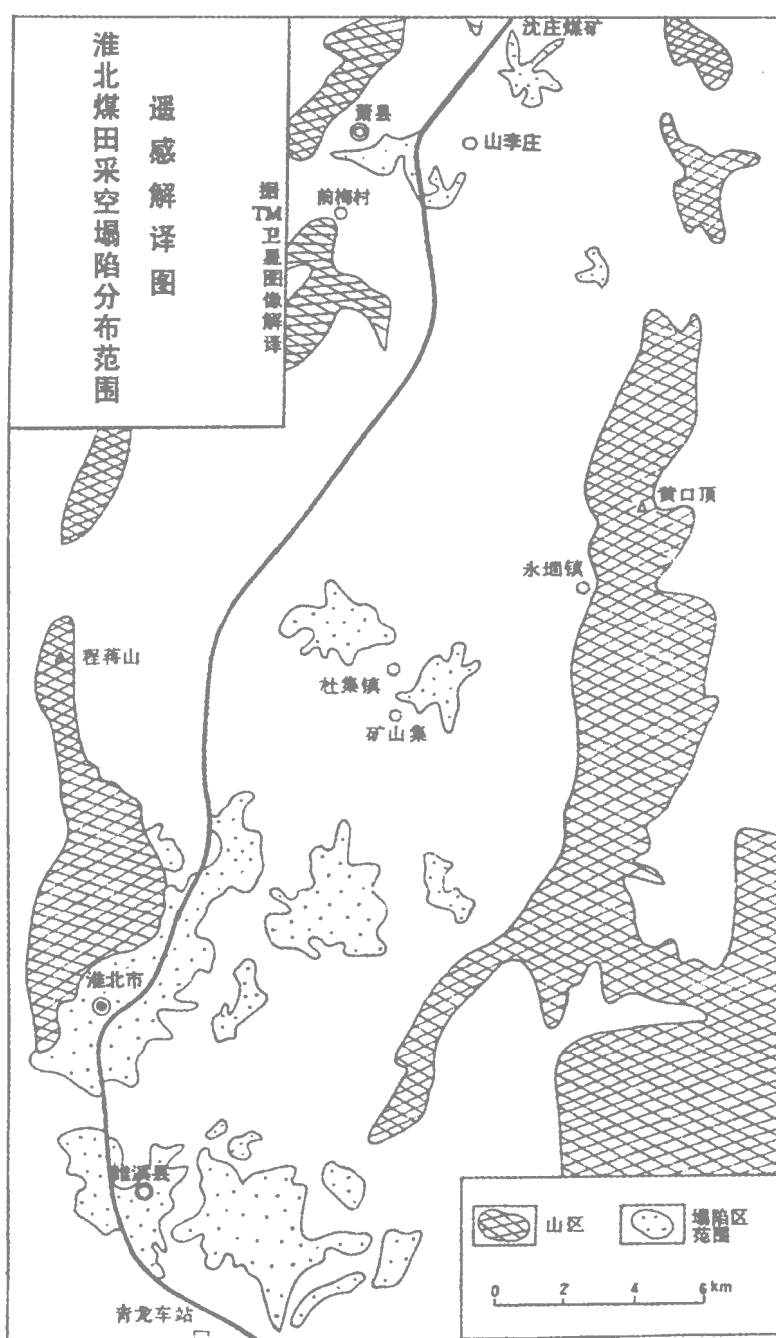 淮北煤田采空塌陷分布范围
遥感解译图
据TM卫星图像解译
沈庄煤矿
萧县
山李庄
前梅村
黄口顶
永堌镇
程蒋山
杜集镇
矿山集
淮北市
濉溪县
青龙车站
山区
塌陷区
范围
0 2 4 6 km